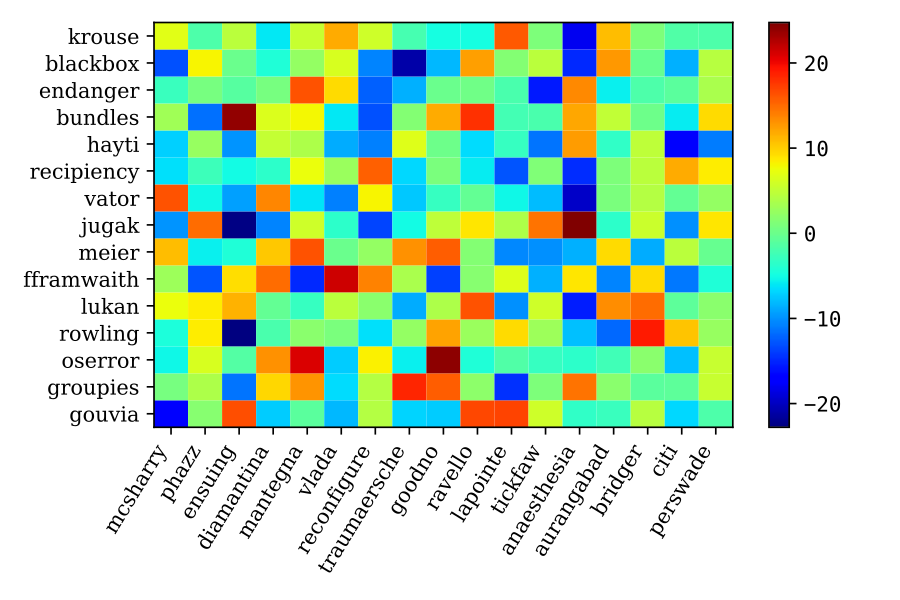 krouse
blackbox
endanger
bundles
hayti
recipiency
vator
jugak
meier
fframwaith
lukan
rowling
oserror
groupies
gouvia
mcsharry
phazz
ensuing
diamantina
mantegna
vlada
reconfigure
traumaersche
goodno
ravello
lapointe
tickfaw
anaesthesia
aurangabad
bridger
citi
perswade
20
10
0
−10
−20